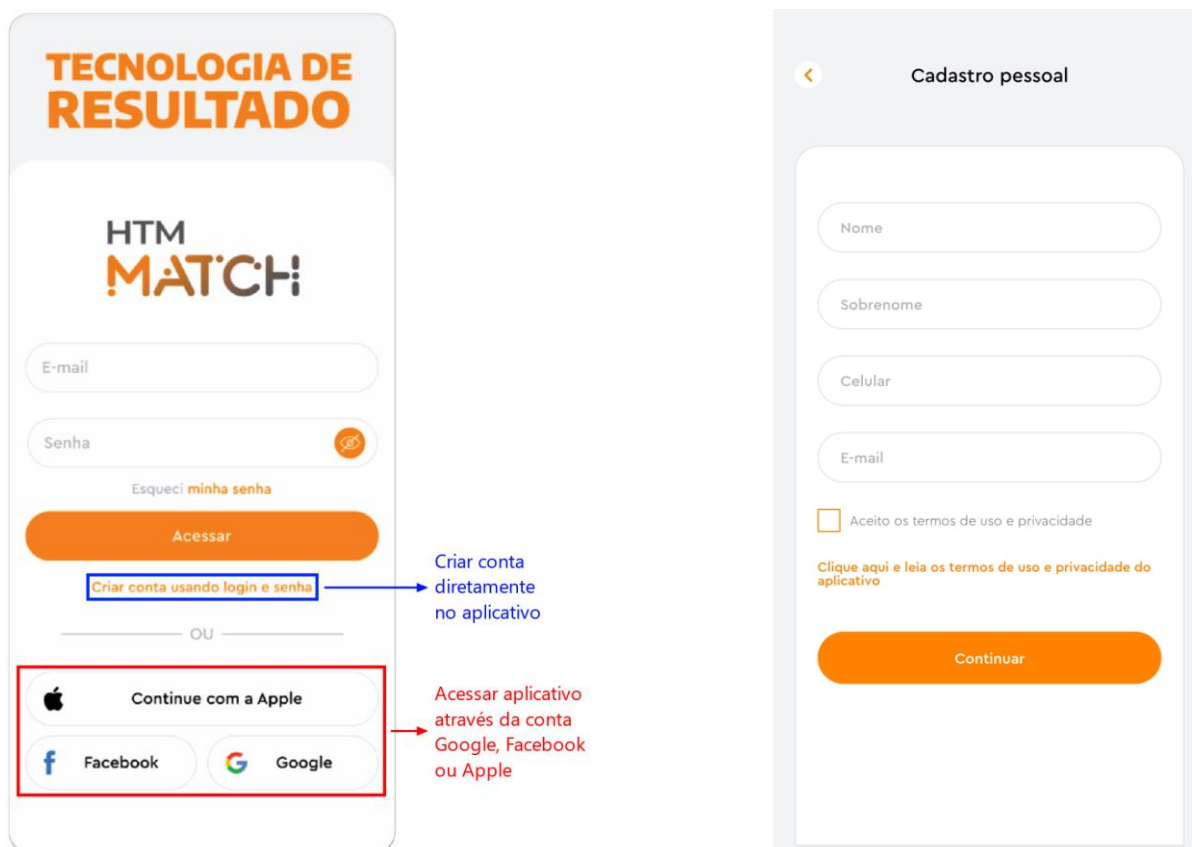 TECNOLOGIA DE
RESULTADO
HTM
MATCH
E-mail
Senha
Esqueci minha senha
Acessar
Criar conta usando login e senha
OU
Continue com a Apple
Facebook
Google
Criar conta
diretamente
no aplicativo
Acessar aplicativo
através da conta
Google, Facebook
ou Apple
Cadastro pessoal
Nome
Sobrenome
Celular
E-mail
Aceito os termos de uso e privacidade
Clique aqui e leia os termos de uso e privacidade do
aplicativo
Continuar